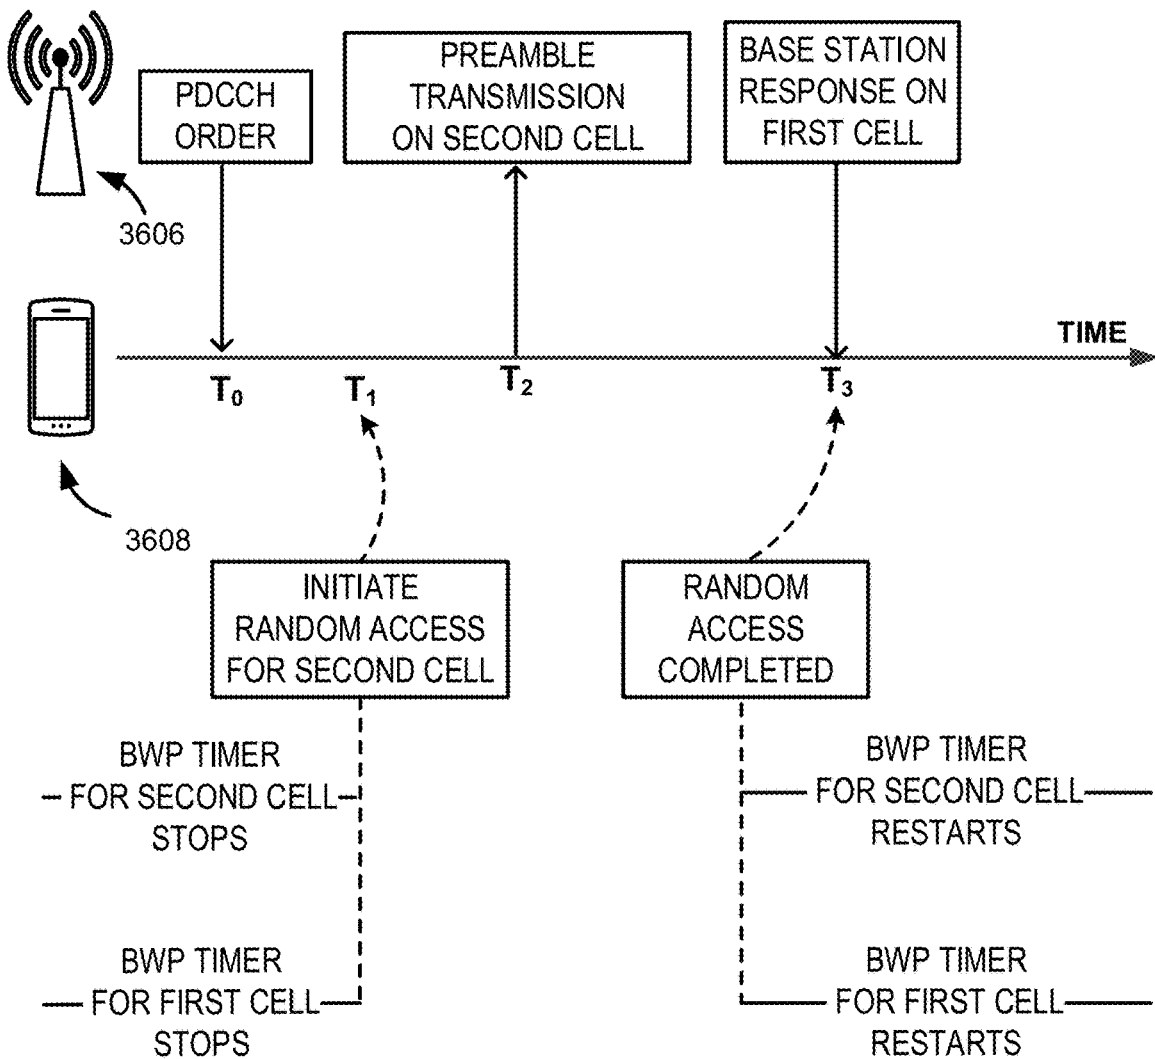 PDCCH
ORDER
PREAMBLE
TRANSMISSION
ON SECOND CELL
BASE STATION
RESPONSE ON
FIRST CELL
3606
TIME
T0
T1
T2
T3
3608
INITIATE
RANDOM ACCESS
FOR SECOND CELL
RANDOM
ACCESS
COMPLETED
BWP TIMER
FOR SECOND CELL
STOPS
BWP TIMER
FOR SECOND CELL
RESTARTS
BWP TIMER
FOR FIRST CELL
STOPS
BWP TIMER
FOR FIRST CELL
RESTARTS